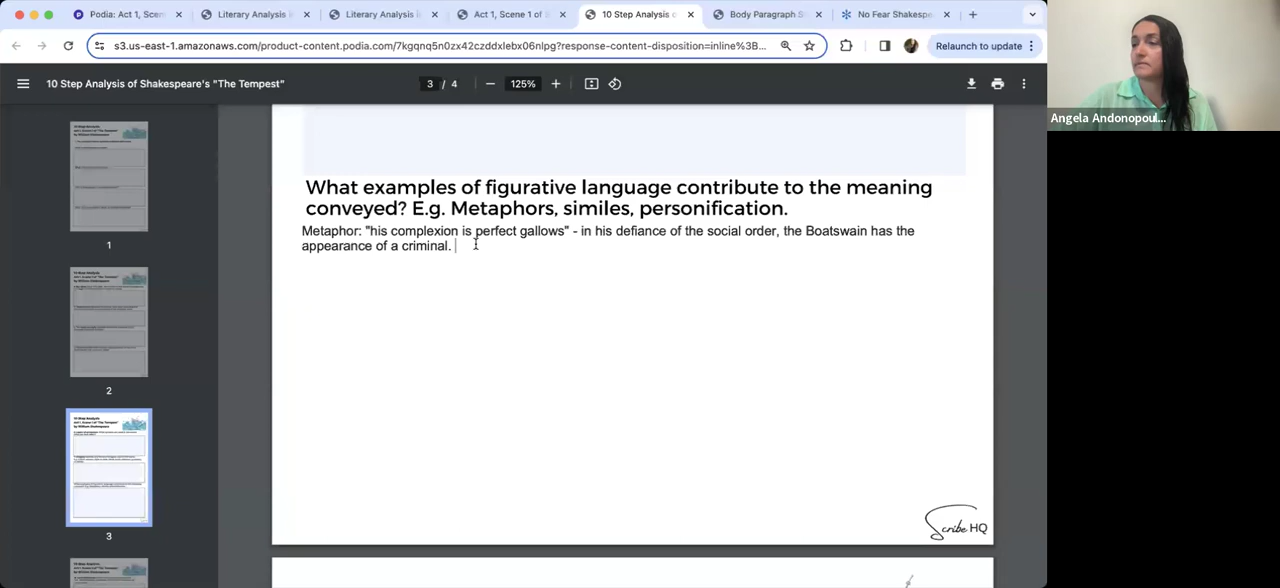 Podia: Act 1, Scen
Literary Analysis i
Literary Analysis i
Act 1, Scene 1 of
10 Step Analysis o
Body Paragraph S
No Fear Shakespe
s3.us-east-1.amazonaws.com/product-content.podia.com/7kgqnq5n0zx42czddxlebx06nlpg?response-content-disposition=inline%3B...
Relaunch to update
10 Step Analysis of Shakespeare's "The Tempest"
3 / 4
125%
Angela Andonopoul...
1
2
3
What examples of figurative language contribute to the meaning
conveyed? E.g. Metaphors, similes, personification.
Metaphor: "his complexion is perfect gallows" - in his defiance of the social order, the Boatswain has the
appearance of a criminal.
Scribe HQ